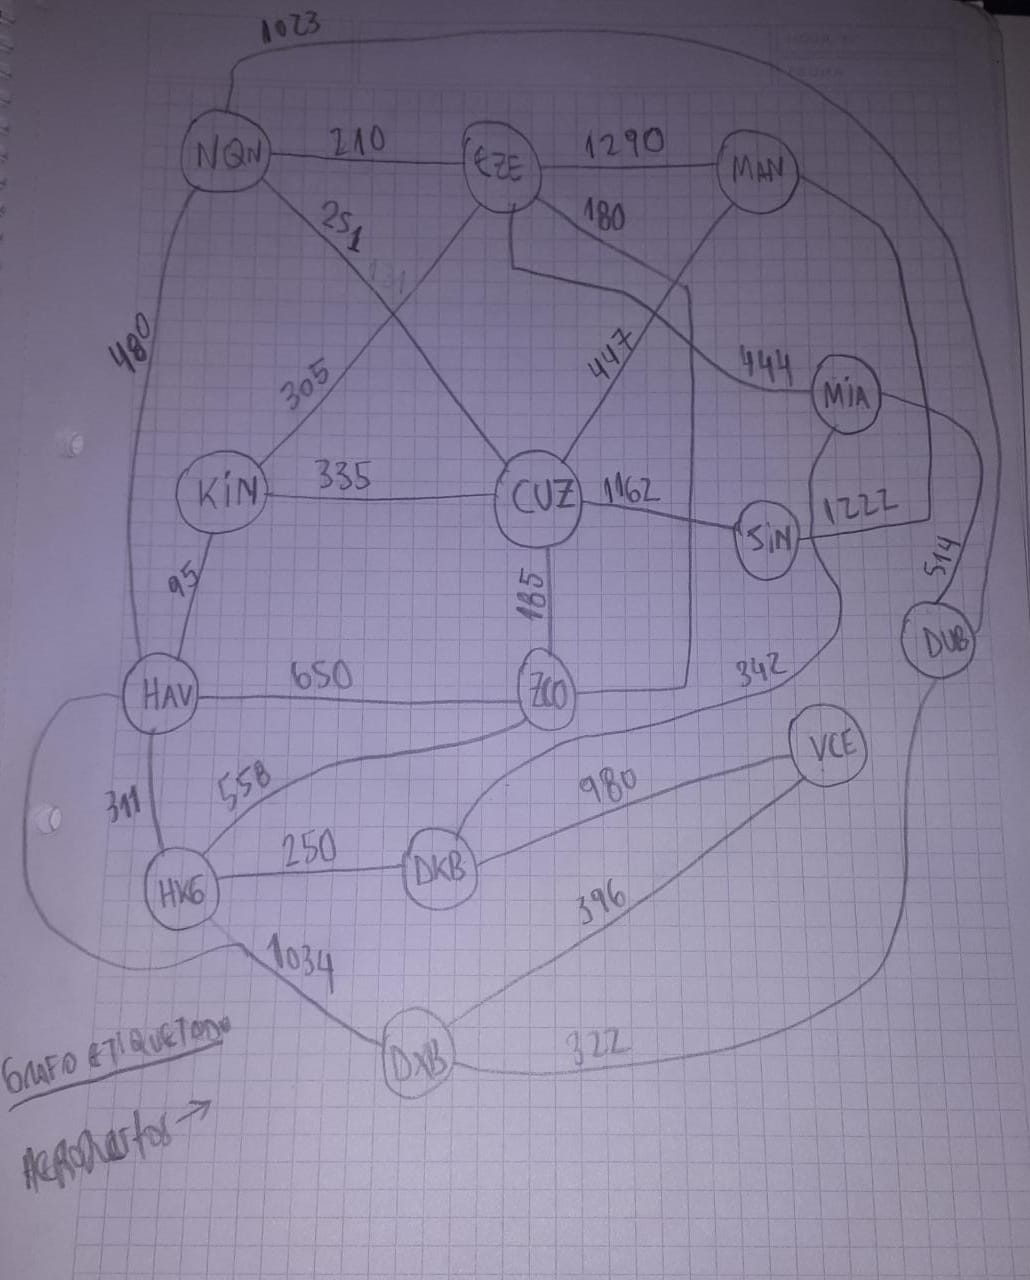 1023
NQN 210 EZE 1290 MAN
180
251
480
447
444
MiA
305
KiN 335 CUZ 1162
SiN 1222
95
185
514
DUB
HAV 650 ZCO
342
VCE
311
558
980
250
DKB
HKG
396
1034
322
DXB
GRAFO ETIQUETADO
AEROPUERTOS →